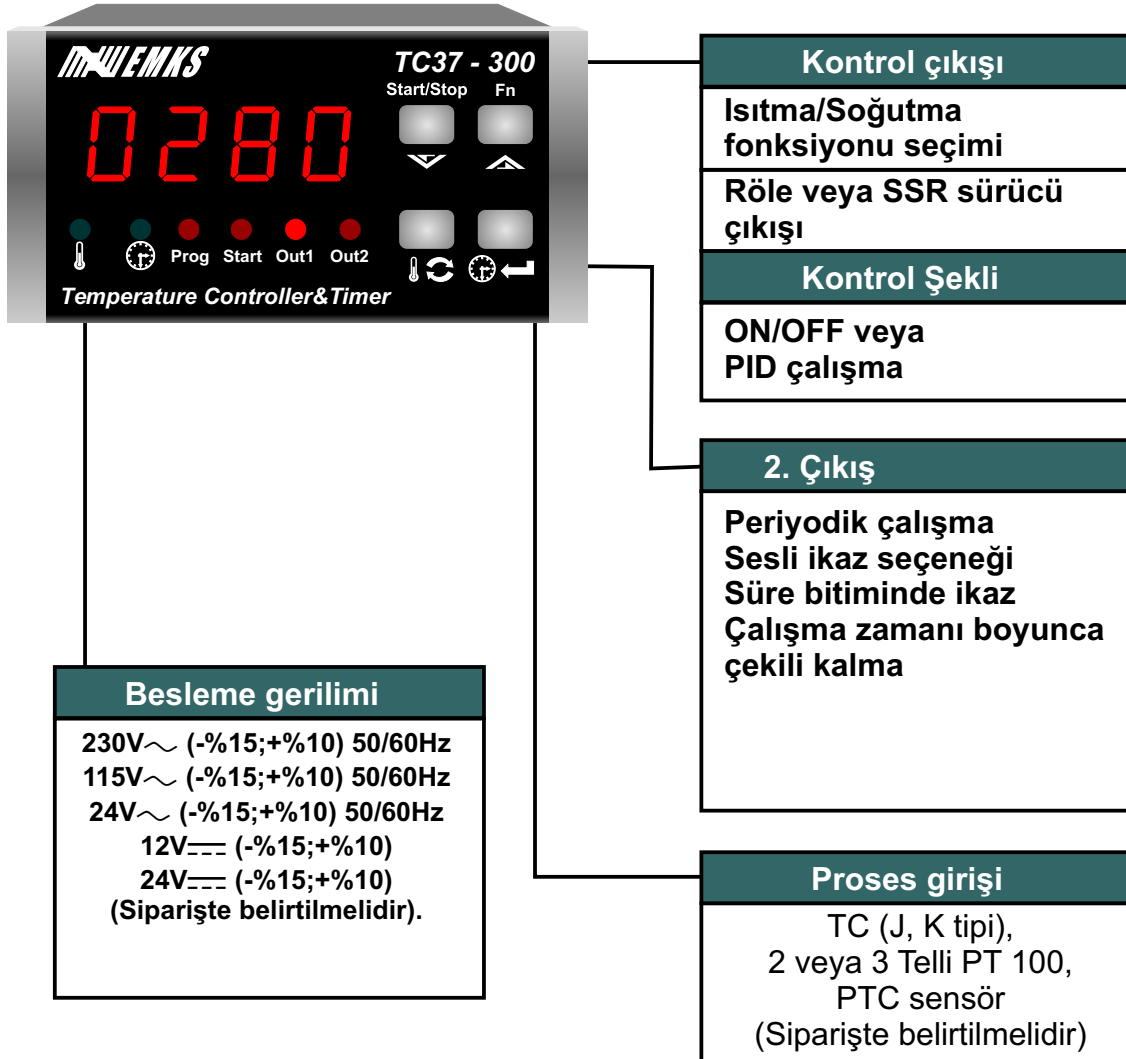 EMKS
TC37 - 300
Start/Stop Fn
0280
Prog Start Out1 Out2
Temperature Controller&Timer
Kontrol çıkışı
Isıtma/Soğutma
fonksiyonu seçimi
Röle veya SSR sürücü
çıkışı
Kontrol Şekli
ON/OFF veya
PID çalışma
2. Çıkış
Periyodik çalışma
Sesli ikaz seçeneği
Süre bitiminde ikaz
Çalışma zamanı boyunca
çekili kalma
Besleme gerilimi
230V (-%15;+%10) 50/60Hz
115V (-%15;+%10) 50/60Hz
24V (-%15;+%10) 50/60Hz
12V (-%15;+%10)
24V (-%15;+%10)
(Siparişte belirtilmelidir).
Proses girişi
TC (J, K tipi),
2 veya 3 Telli PT 100,
PTC sensör
(Siparişte belirtilmelidir)